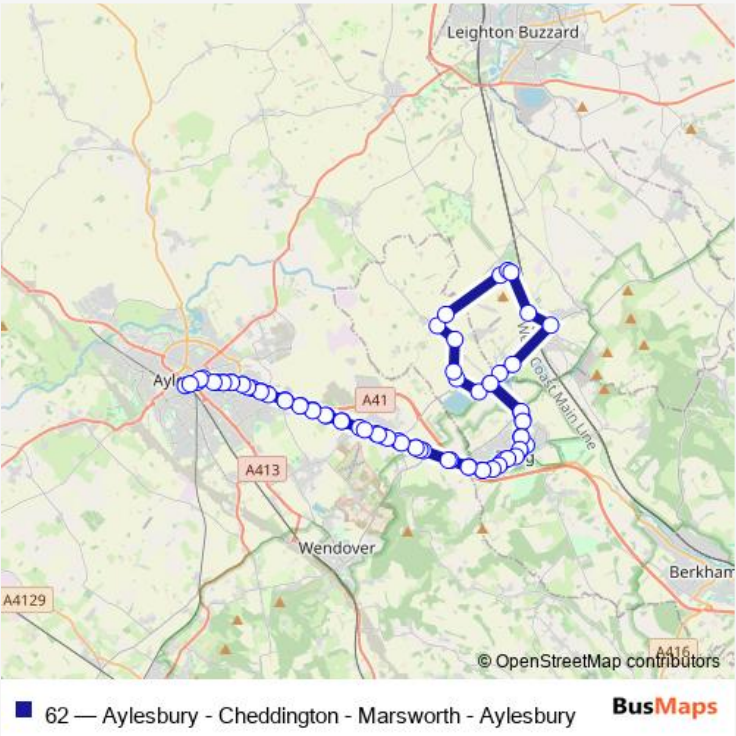 Leighton Buzzard
A41
Coast Main Line
A413
Wendover
Berkham
A4129
A416
© OpenStreetMap contributors
62 — Aylesbury - Cheddington - Marsworth - Aylesbury
BusMaps